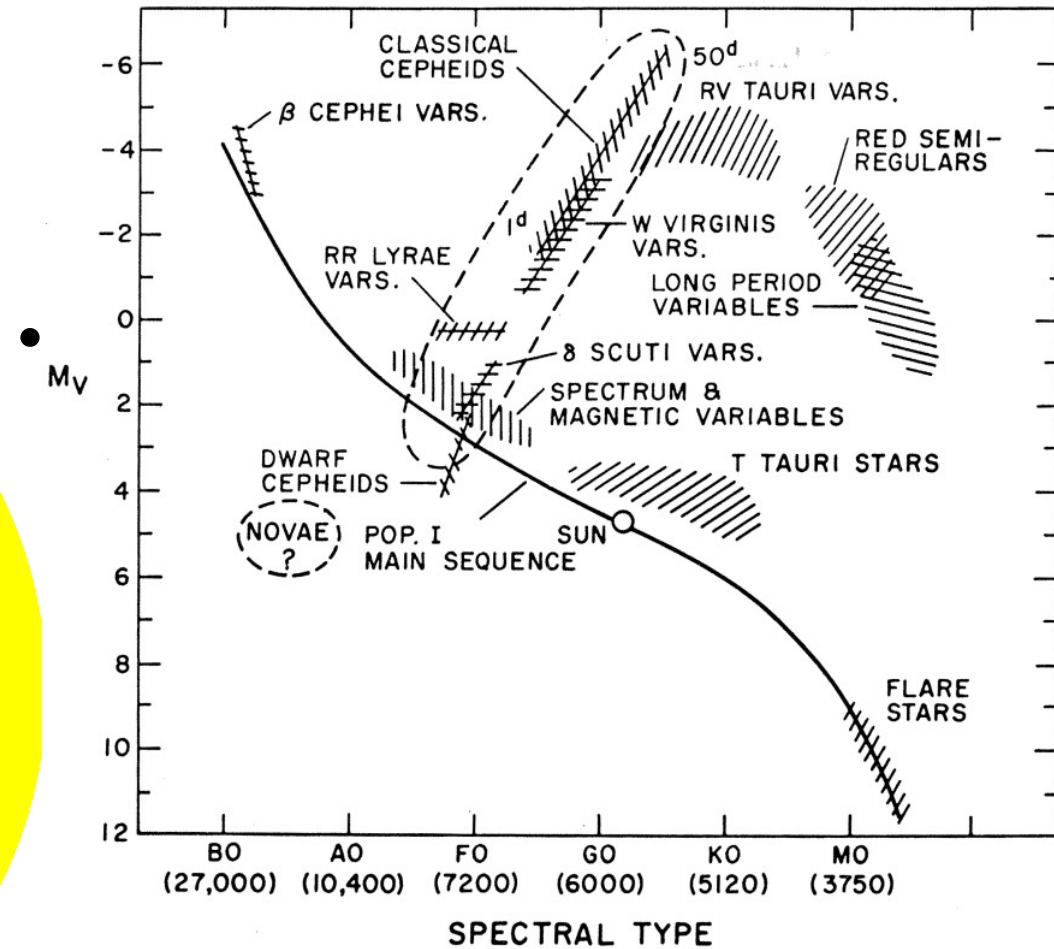 CLASSICAL
CEPHEIDS
50d
RV TAURI VARS.
β CEPHEI VARS.
RED SEMI-
REGULARS
1d
W VIRGINIS
VARS.
RR LYRAE
VARS.
LONG PERIOD
VARIABLES
δ SCUTI VARS.
SPECTRUM &
MAGNETIC VARIABLES
DWARF
CEPHEIDS
T TAURI STARS
NOVAE
?
POP. I
MAIN SEQUENCE
SUN
FLARE
STARS
-6
-4
-2
0
2
4
6
8
10
12
MV
BO AO FO GO KO MO
(27,000) (10,400) (7200) (6000) (5120) (3750)
SPECTRAL TYPE